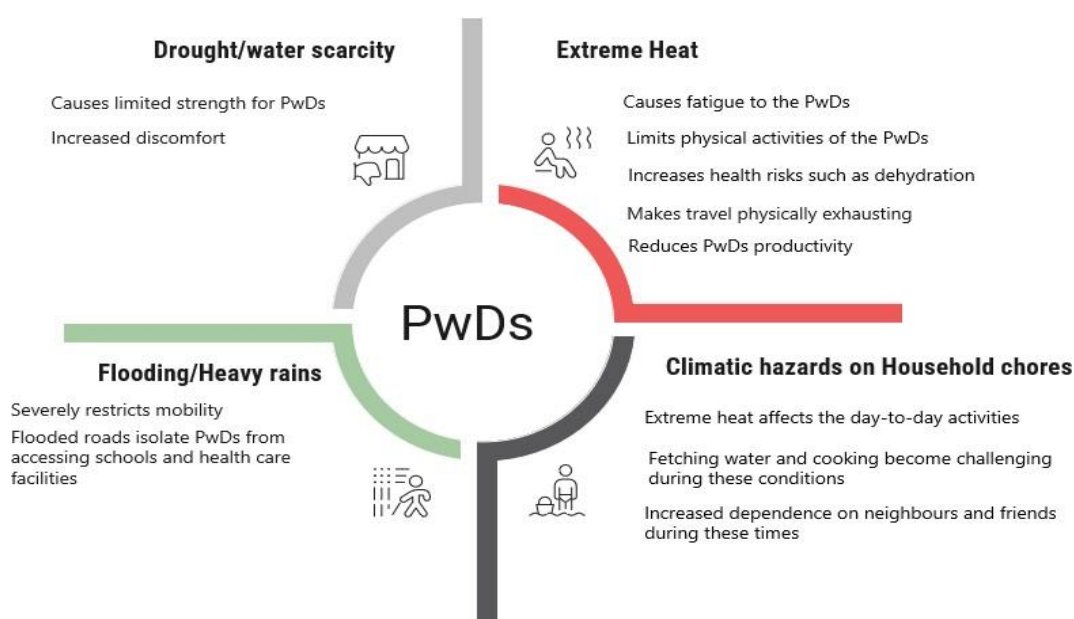 Drought/water scarcity
Causes limited strength for PwDs
Increased discomfort
Extreme Heat
Causes fatigue to the PwDs
Limits physical activities of the PwDs
Increases health risks such as dehydration
Makes travel physically exhausting
Reduces PwDs productivity
PwDs
Flooding/Heavy rains
Severely restricts mobility
Flooded roads isolate PwDs from
accessing schools and health care
facilities
Climatic hazards on Household chores
Extreme heat affects the day-to-day activities
Fetching water and cooking become challenging
during these conditions
Increased dependence on neighbours and friends
during these times